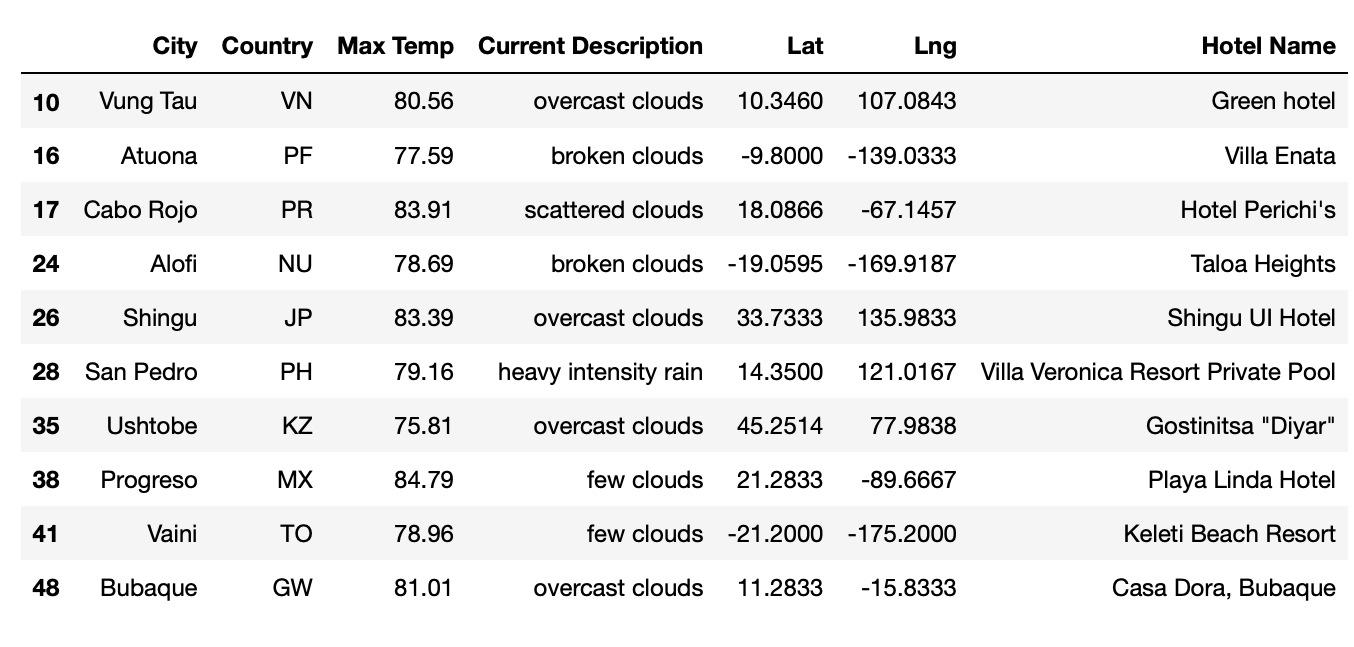 City Country Max Temp Current Description Lat Lng Hotel Name
10 Vung Tau VN 80.56 overcast clouds 10.3460 107.0843 Green hotel
16 Atuona PF 77.59 broken clouds -9.8000 -139.0333 Villa Enata
17 Cabo Rojo PR 83.91 scattered clouds 18.0866 -67.1457 Hotel Perichi's
24 Alofi NU 78.69 broken clouds -19.0595 -169.9187 Taloa Heights
26 Shingu JP 83.39 overcast clouds 33.7333 135.9833 Shingu UI Hotel
28 San Pedro PH 79.16 heavy intensity rain 14.3500 121.0167 Villa Veronica Resort Private Pool
35 Ushtobe KZ 75.81 overcast clouds 45.2514 77.9838 Gostinitsa "Diyar"
38 Progreso MX 84.79 few clouds 21.2833 -89.6667 Playa Linda Hotel
41 Vaini TO 78.96 few clouds -21.2000 -175.2000 Keleti Beach Resort
48 Bubaque GW 81.01 overcast clouds 11.2833 -15.8333 Casa Dora, Bubaque